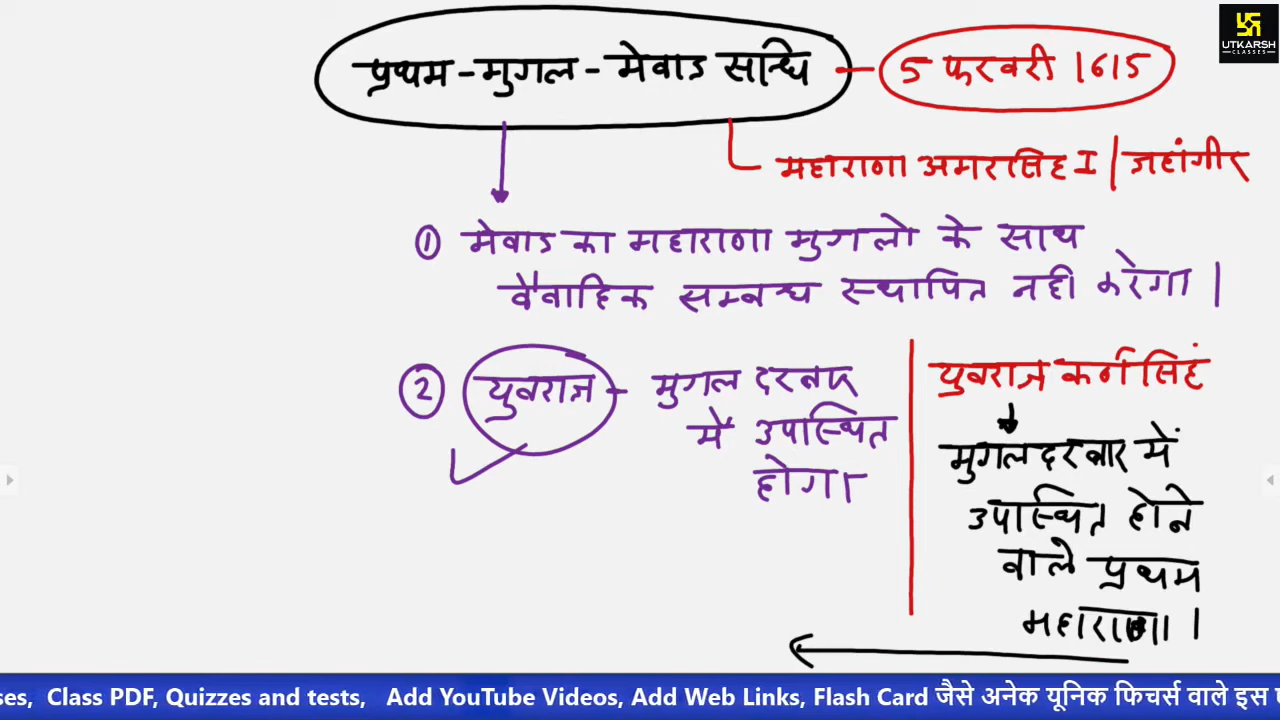 UTKARSH
CLASSES
प्रथम - मुगल - मेवाड सन्धि - 5 फरवरी 1615
महाराणा अमरसिंह I / जहांगीर
① मेवाड का महाराणा मुगलो के साथ
वैवाहिक सम्बन्ध स्थापित नही करेगा।
② युवराज - मुगल दरबार
में उपस्थित
होगा
युवराज कर्ण सिंह
मुगल दरबार में
उपस्थित होने
वाले प्रथम
महाराणा।
ses, Class PDF, Quizzes and tests, Add YouTube Videos, Add Web Links, Flash Card जैसे अनेक यूनिक फिचर्स वाले इस